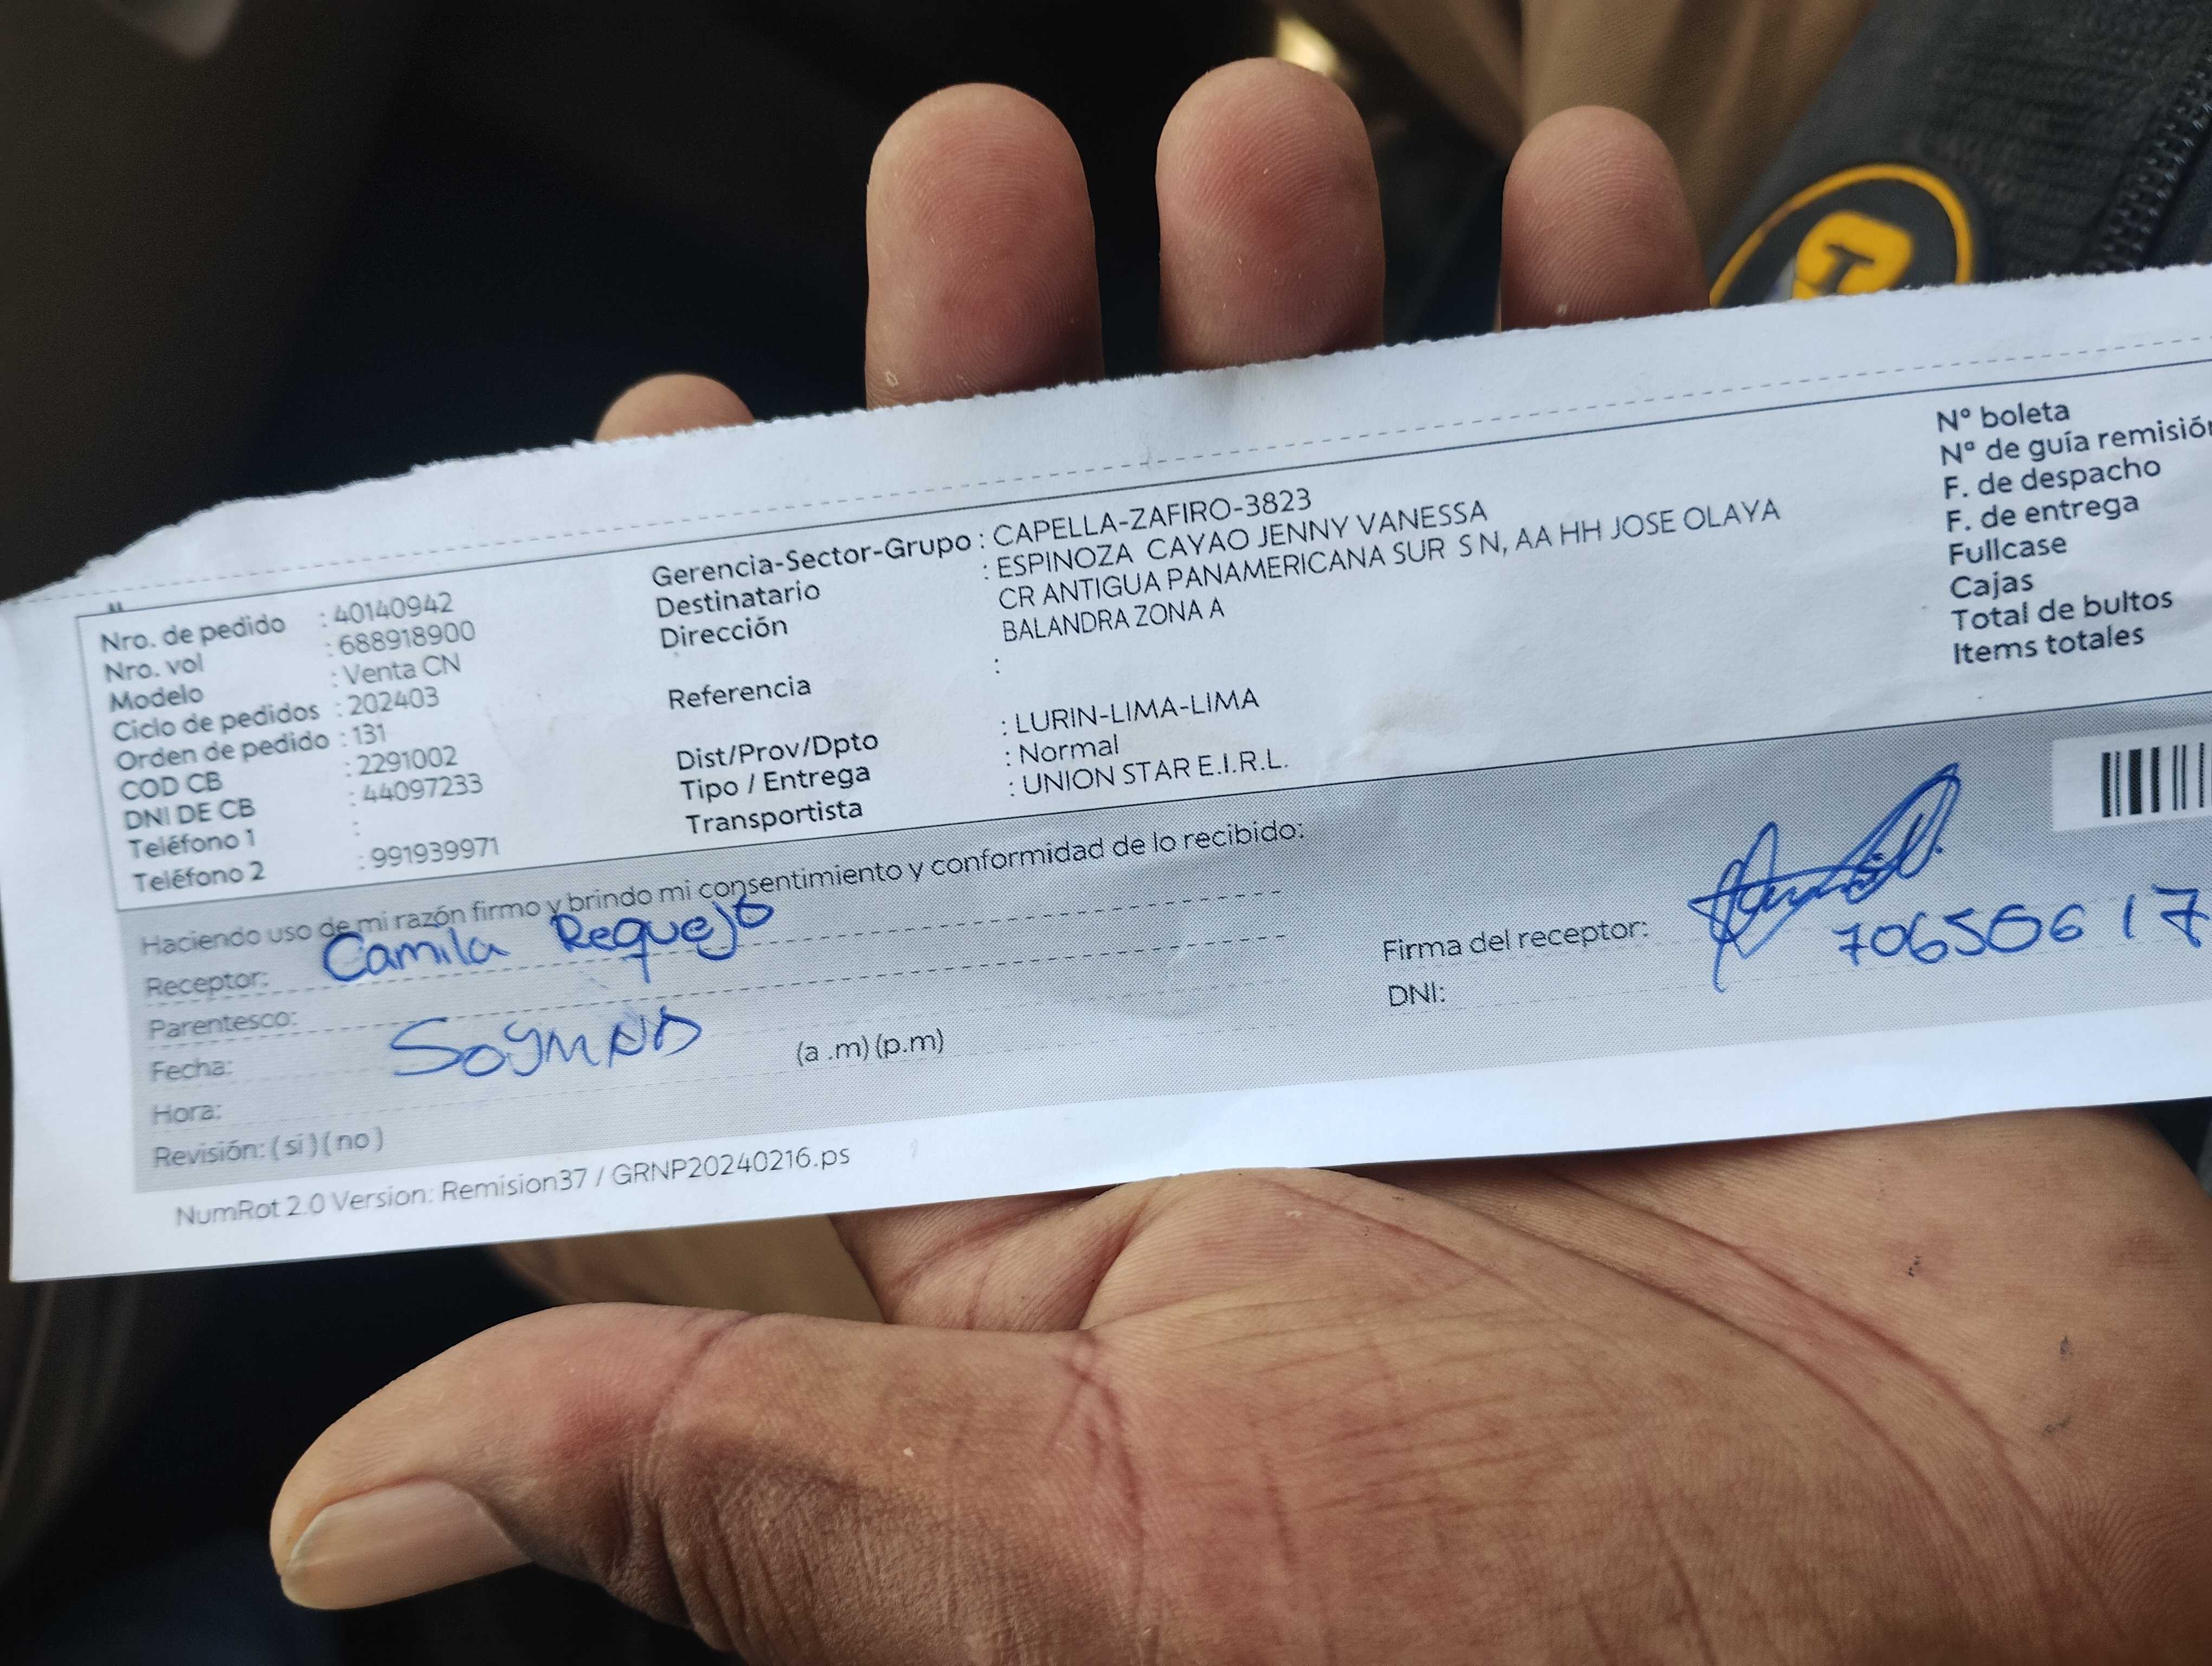 Nro. de pedido : 40140942
Nro. vol : 688918900
Modelo : Venta CN
Ciclo de pedidos : 202403
Orden de pedido : 131
COD CB : 2291002
DNI DE CB : 44097233
Teléfono 1 :
Teléfono 2 : 991939971
Gerencia-Sector-Grupo : CAPELLA-ZAFIRO-3823
Destinatario : ESPINOZA CAYAO JENNY VANESSA
Dirección CR ANTIGUA PANAMERICANA SUR S N, AA HH JOSE OLAYA
BALANDRA ZONA A
Referencia :
Dist/Prov/Dpto : LURIN-LIMA-LIMA
Tipo / Entrega : Normal
Transportista : UNION STAR E.I.R.L.
Nº boleta
Nº de guía remisión
F. de despacho
F. de entrega
Fullcase
Cajas
Total de bultos
Items totales
Haciendo uso de mi razón firmo y brindo mi consentimiento y conformidad de lo recibido:
Receptor: Camila Requejo
Parentesco:
Fecha:
Hora: (a .m) (p.m)
Revisión: ( si ) ( no )
Firma del receptor:
DNI: 70656617
NumRot 2.0 Version: Remision37 / GRNP20240216.ps